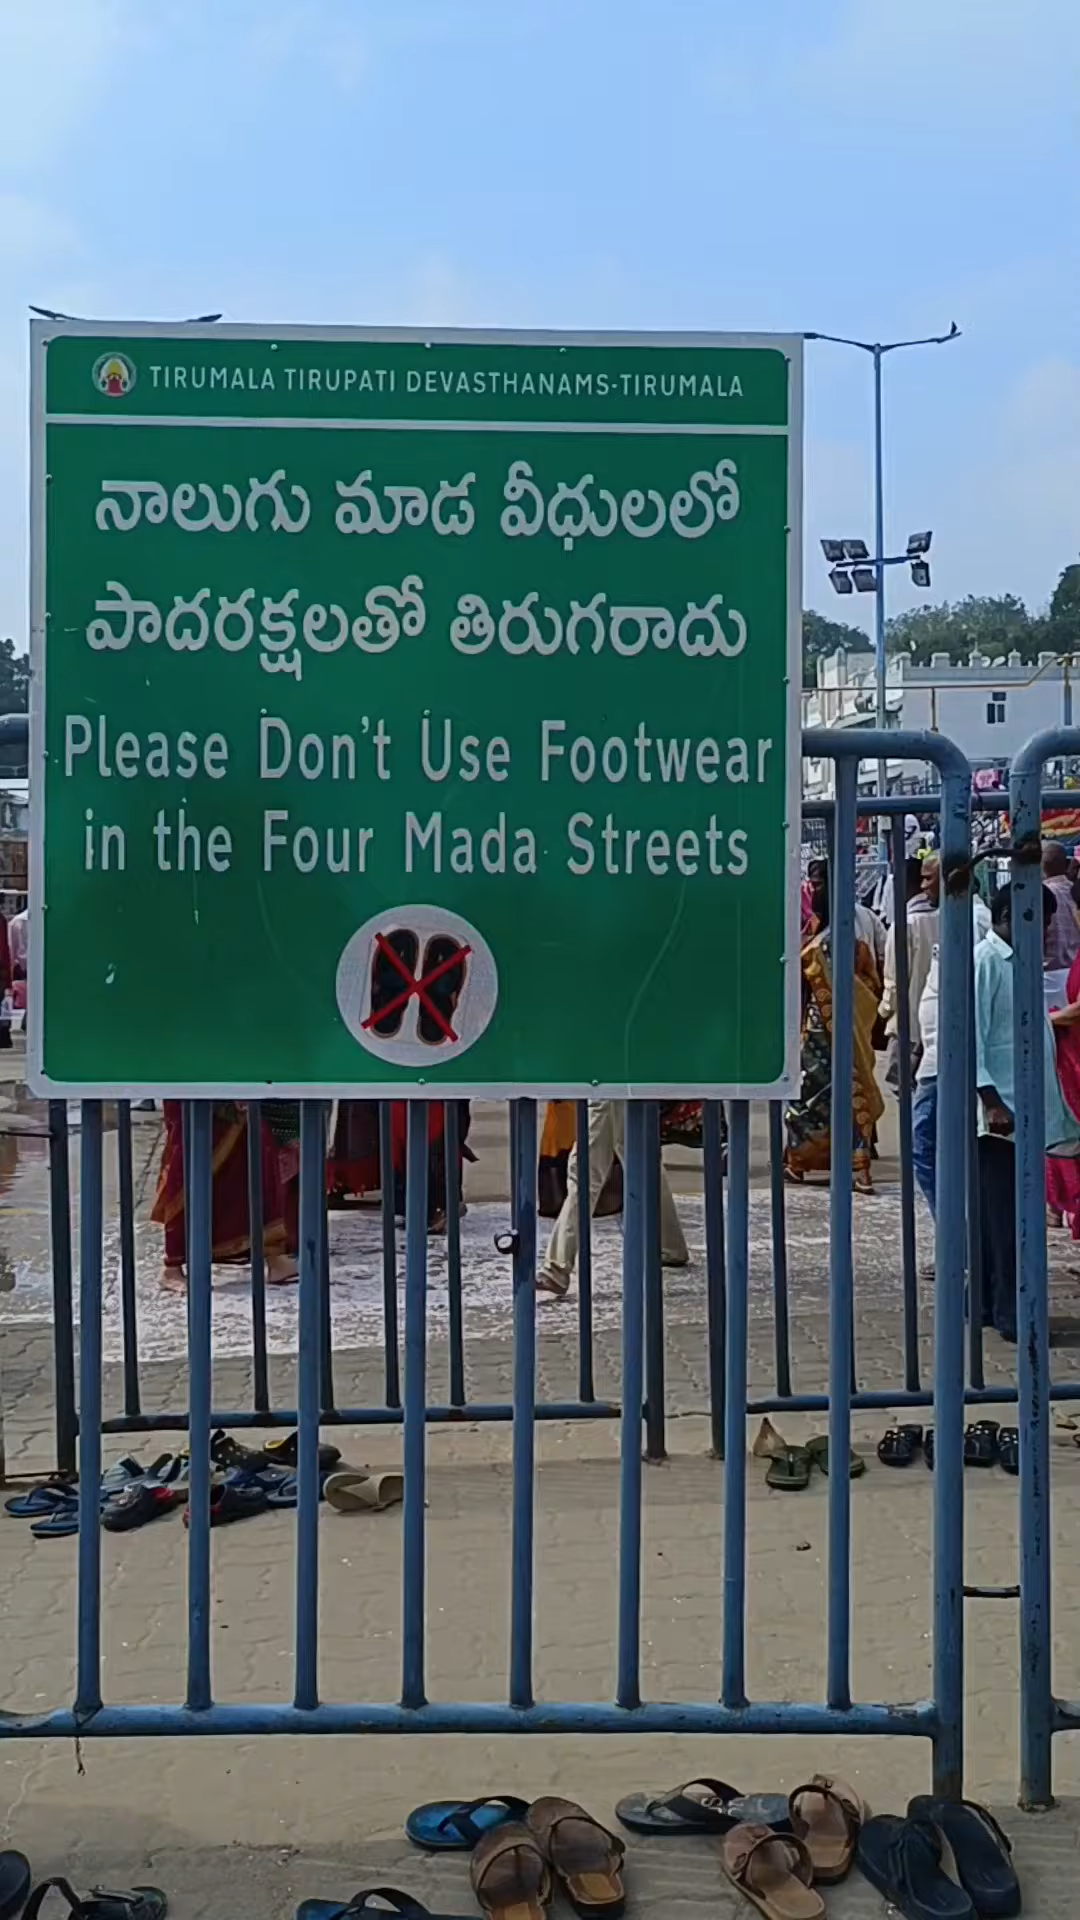 TIRUMALA TIRUPATI DEVASTHANAMS-TIRUMALA
నాలుగు మాడ వీధులలో
పాదరక్షలతో తిరుగరాదు
Please Don't Use Footwear
in the Four Mada Streets